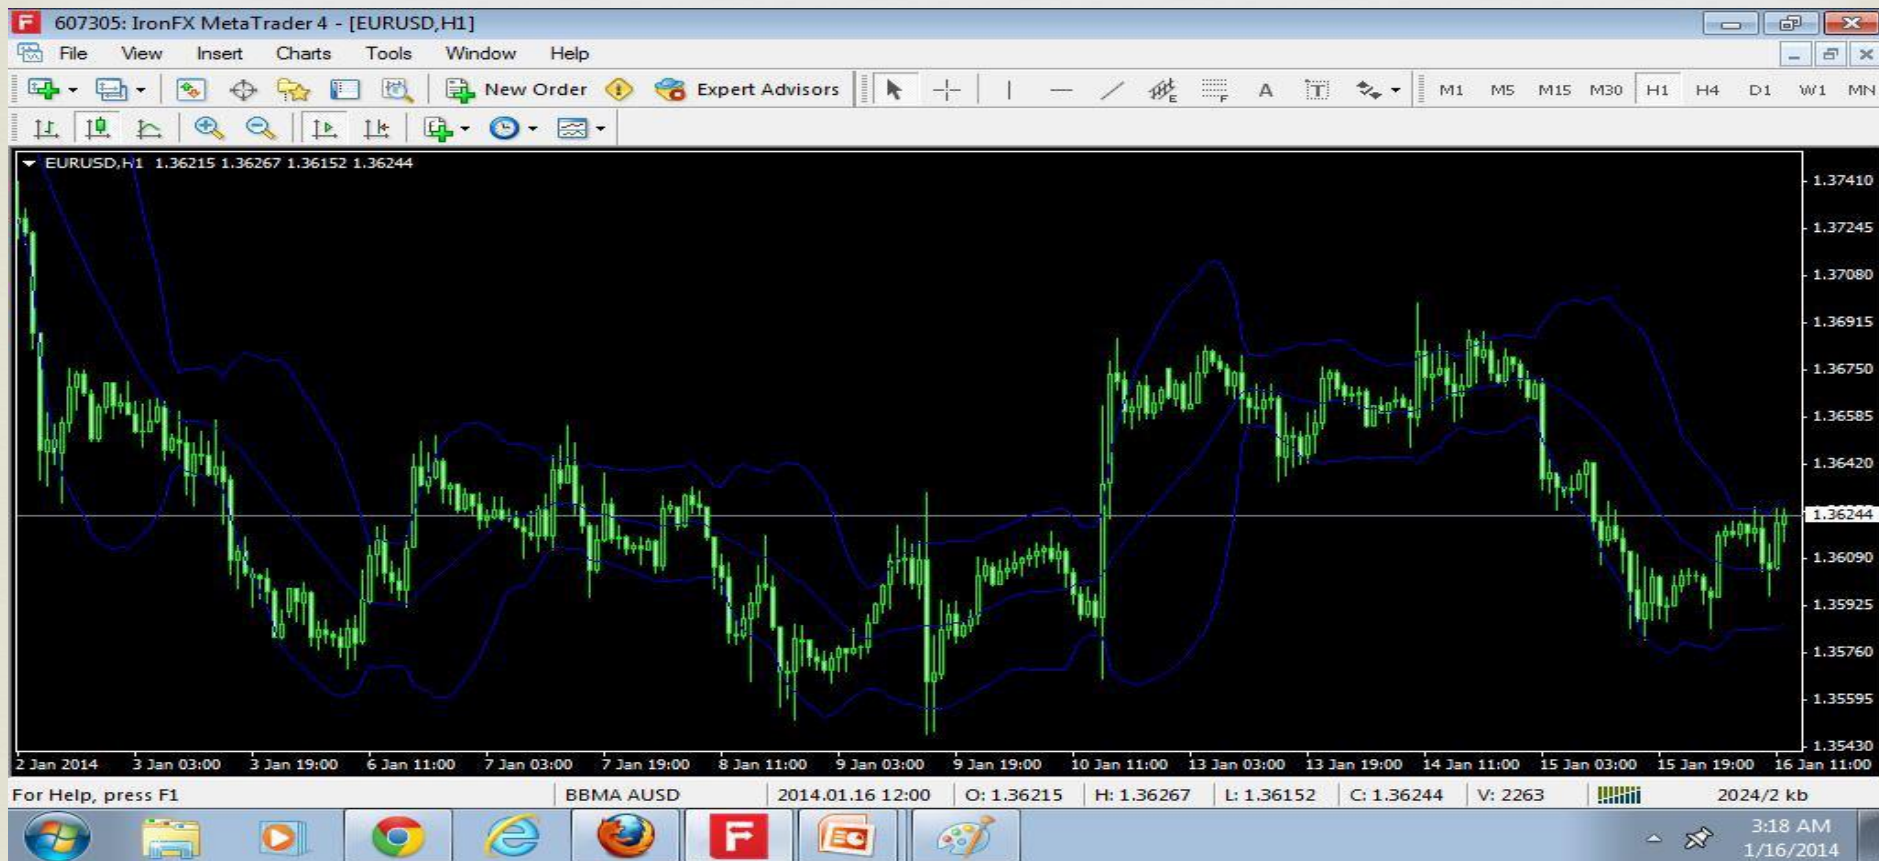 607305: IronFX MetaTrader 4 - [EURUSD,H1]
File View Insert Charts Tools Window Help
New Order Expert Advisors A T M1 M5 M15 M30 H1 H4 D1 W1 MN
EURUSD,H1 1.36215 1.36267 1.36152 1.36244
1.37410
1.37245
1.37080
1.36915
1.36750
1.36585
1.36420
1.36244
1.36090
1.35925
1.35760
1.35595
1.35430
2 Jan 2014 3 Jan 03:00 3 Jan 19:00 6 Jan 11:00 7 Jan 03:00 7 Jan 19:00 8 Jan 11:00 9 Jan 03:00 9 Jan 19:00 10 Jan 11:00 13 Jan 03:00 13 Jan 19:00 14 Jan 11:00 15 Jan 03:00 15 Jan 19:00 16 Jan 11:00
For Help, press F1 BBMA AUSD 2014.01.16 12:00 O: 1.36215 H: 1.36267 L: 1.36152 C: 1.36244 V: 2263 2024/2 kb
3:18 AM
1/16/2014